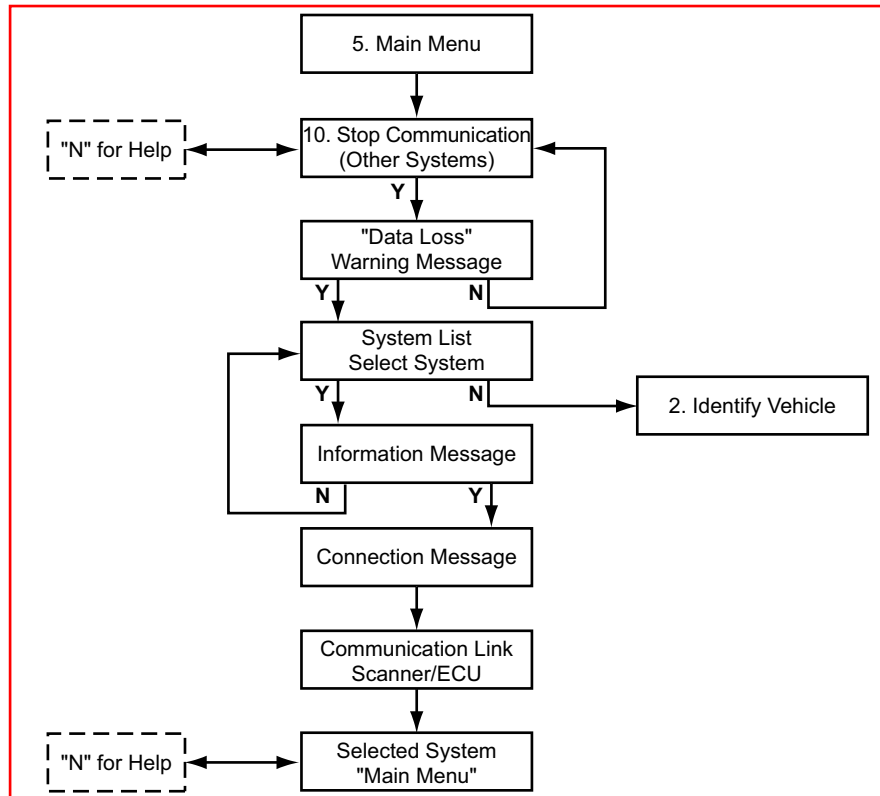 5. Main Menu
"N" for Help
10. Stop Communication
(Other Systems)
Y
"Data Loss"
Warning Message
Y
N
System List
Select System
Y
N
2. Identify Vehicle
Information Message
N
Y
Connection Message
Communication Link
Scanner/ECU
"N" for Help
Selected System
"Main Menu"